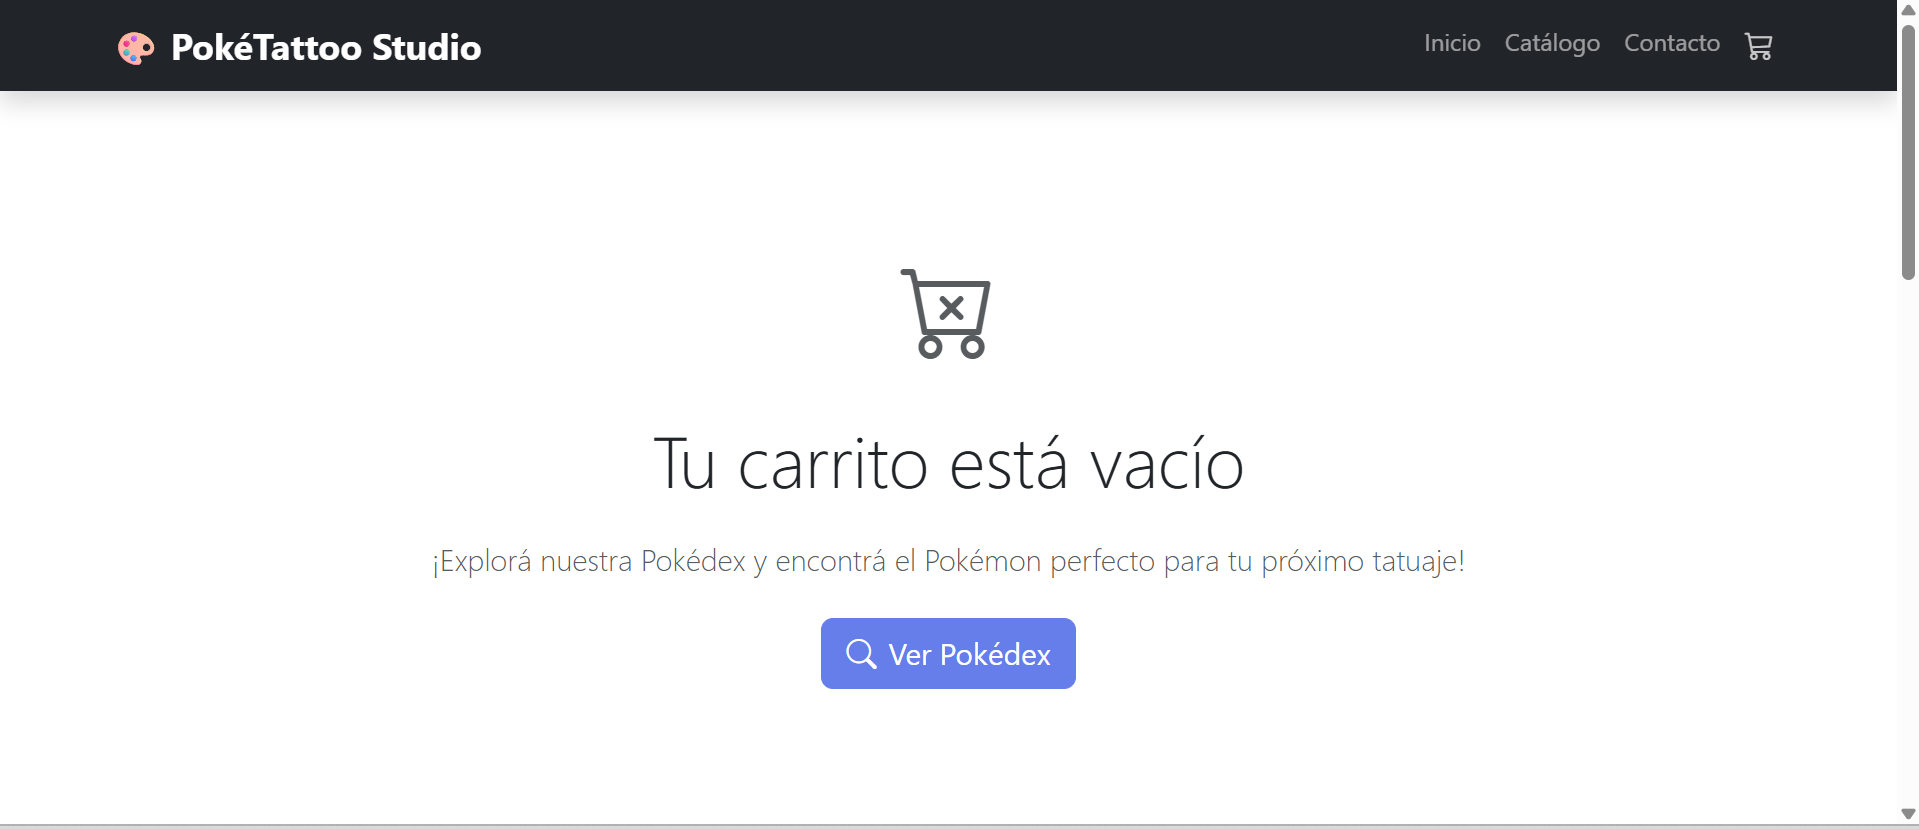 PokéTattoo Studio
Inicio Catálogo Contacto
Tu carrito está vacío
¡Explorá nuestra Pokédex y encontrá el Pokémon perfecto para tu próximo tatuaje!
Ver Pokédex